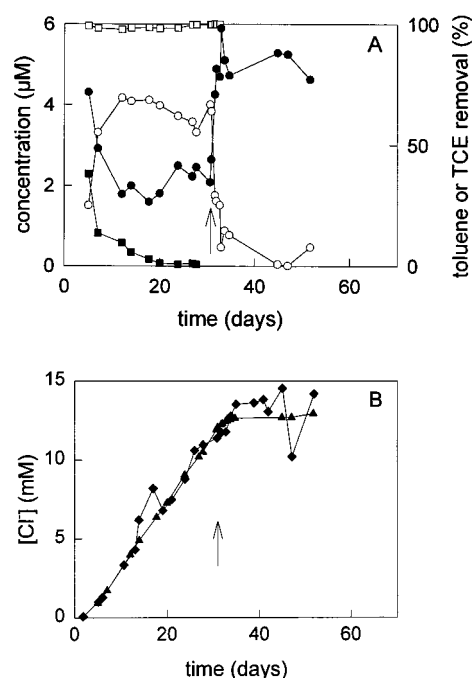 A
6
4
2
0
concentration (µM)
100
50
0
toluene or TCE removal (%)
0
20
40
60
time (days)
B
15
10
5
0
[Cl⁻] (mM)
0
20
40
60
time (days)